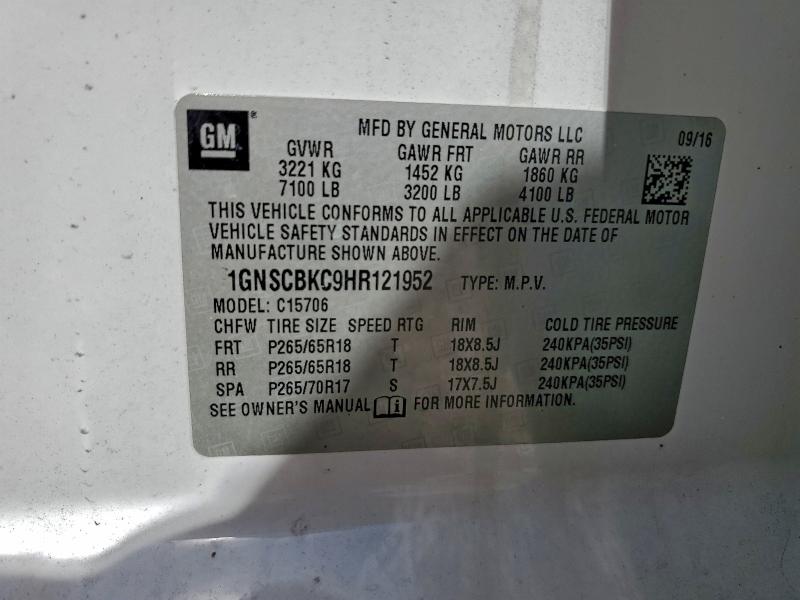 GM®
MFD BY GENERAL MOTORS LLC 09/16
GVWR GAWR FRT GAWR RR
3221 KG 1452 KG 1860 KG
7100 LB 3200 LB 4100 LB
THIS VEHICLE CONFORMS TO ALL APPLICABLE U.S. FEDERAL MOTOR
VEHICLE SAFETY STANDARDS IN EFFECT ON THE DATE OF
MANUFACTURE SHOWN ABOVE.
1GNSCBKC9HR121952 TYPE: M.P.V.
MODEL: C15706
CHFW TIRE SIZE SPEED RTG RIM COLD TIRE PRESSURE
FRT P265/65R18 T 18X8.5J 240KPA(35PSI)
RR P265/65R18 T 18X8.5J 240KPA(35PSI)
SPA P265/70R17 S 17X7.5J 240KPA(35PSI)
SEE OWNER'S MANUAL i FOR MORE INFORMATION.